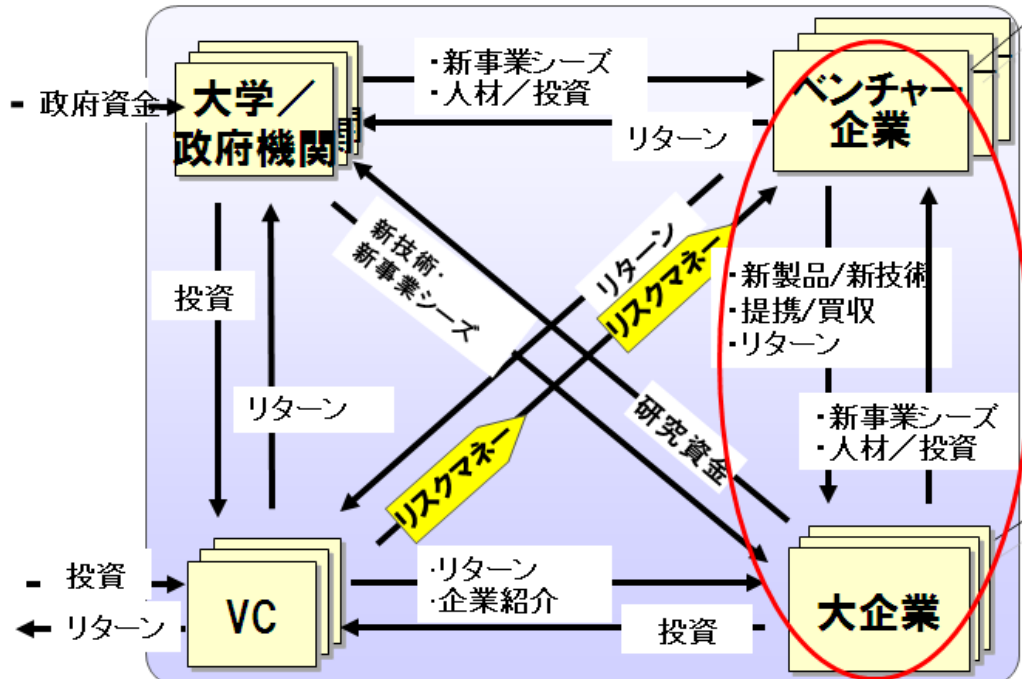 ・新事業シーズ
・人材／投資
ベンチャー
企業
政府資金
大学／
政府機関
関
リターン
新技術・
新事業シーズ
リターン
リスクマネー
・新製品/新技術
・提携/買収
・リターン
投資
リターン
リスクマネー
研究資金
・新事業シーズ
・人材／投資
投資
リターン
VC
・リターン
・企業紹介
投資
大企業